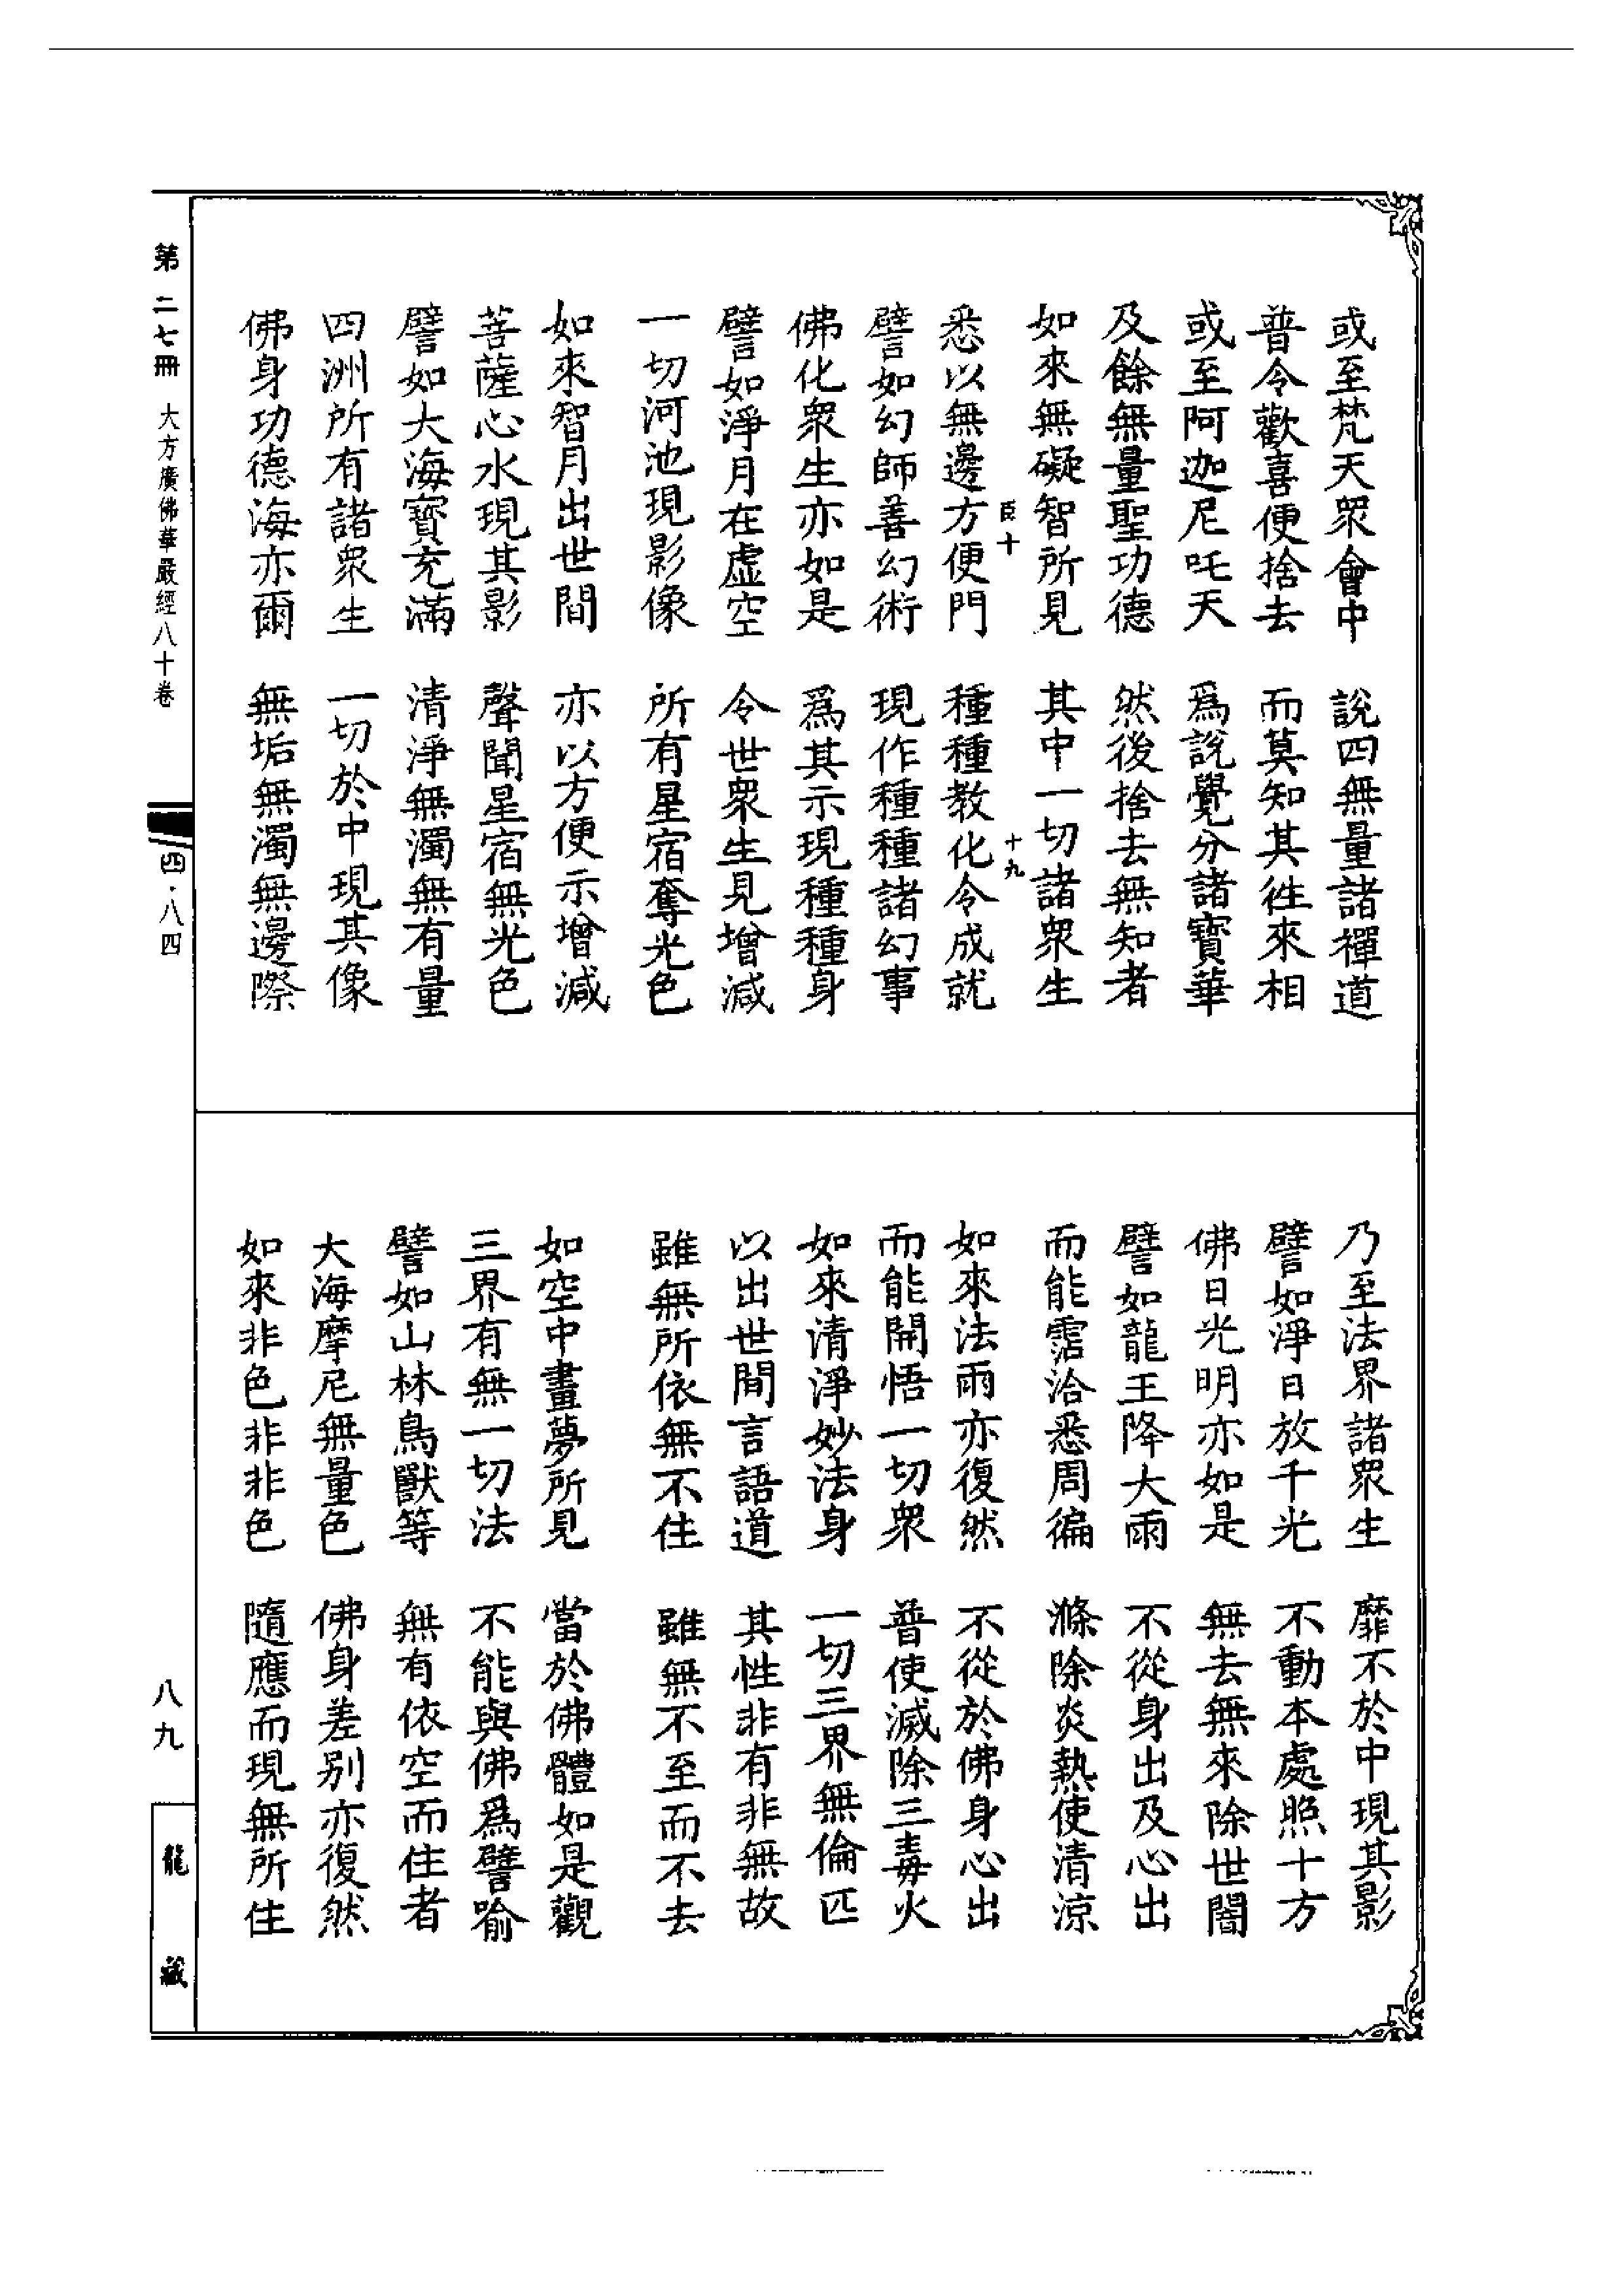 或至梵天眾會中　說四無量諸禪道
普令歡喜便捨去　而莫知其徃來相
或至阿迦尼吒天　爲說覺分諸寶華
及餘無量聖功德　然後捨去無知者
如來無礙智所見　其中一切諸眾生
臣十　十九
悉以無邊方便門　種種教化令成就
譬如幻師善幻術　現作種種諸幻事
佛化眾生亦如是　爲其示現種種身
譬如淨月在虛空　令世眾生見增減
一切河池現影像　所有星宿奪光色
如來智月出世間　亦以方便示增減
菩薩心水現其影　聲聞星宿無光色
譬如大海寶充滿　清淨無濁無有量
四洲所有諸眾生　一切於中現其像
佛身功德海亦爾　無垢無濁無邊際
乃至法界諸眾生　靡不於中現其影
譬如淨日放千光　不動本處照十方
佛日光明亦如是　無去無來除世闇
譬如龍王降大雨　不從身出及心出
而能霑洽悉周徧　滌除炎熱使清涼
如來法雨亦復然　不從於佛身心出
而能開悟一切眾　普使滅除三毒火
如來清淨妙法身　一切三界無倫匹
以出世間言語道　其性非有非無故
雖無所依無不住　雖無不至而不去
如空中畫夢所見　當於佛體如是觀
三界有無一切法　不能與佛爲譬喻
譬如山林鳥獸等　無有依空而住者
大海摩尼無量色　佛身差別亦復然
如來非色非非色　隨應而現無所住
第二七冊　大方廣佛華嚴經八十卷　四·八四　八九　龍藏